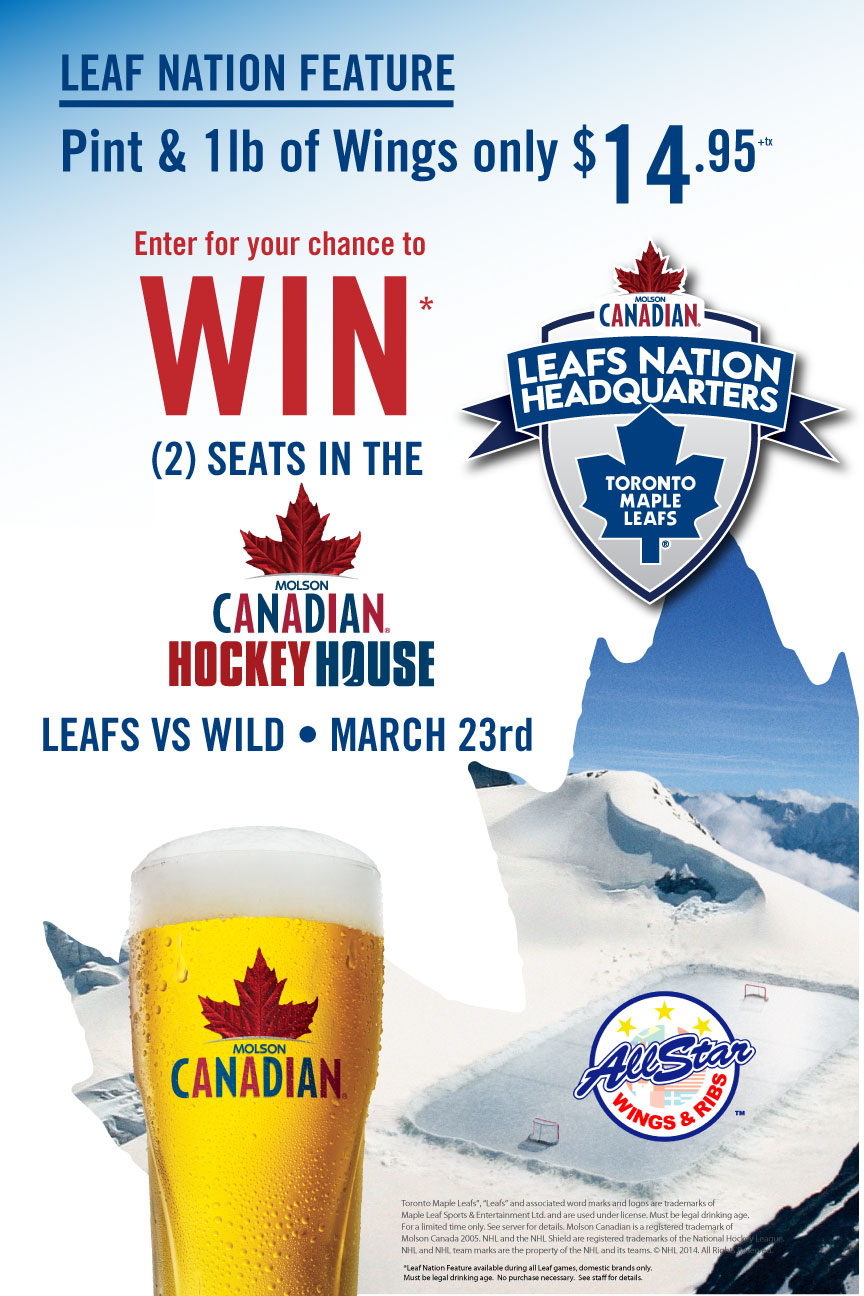 LEAF NATION FEATURE
Pint & 1lb of Wings only $14.95+tx
Enter for your chance to
WIN*
(2) SEATS IN THE
MOLSON
CANADIAN®
HOCKEY HOUSE
LEAFS VS WILD • MARCH 23rd
MOLSON
CANADIAN®
LEAFS NATION
HEADQUARTERS
TORONTO
MAPLE
LEAFS
®
MOLSON
CANADIAN®
AllStar
WINGS & RIBS
™
Toronto Maple Leafs", "Leafs" and associated word marks and logos are trademarks of
Maple Leaf Sports & Entertainment Ltd. and are used under license. Must be legal drinking age.
For a limited time only. See server for details. Molson Canadian is a registered trademark of
Molson Canada 2005. NHL and the NHL Shield are registered trademarks of the National Hockey League.
NHL and NHL team marks are the property of the NHL and its teams. © NHL 2014. All Rights Reserved.
*Leaf Nation Feature available during all Leaf games, domestic brands only.
Must be legal drinking age. No purchase necessary. See staff for details.